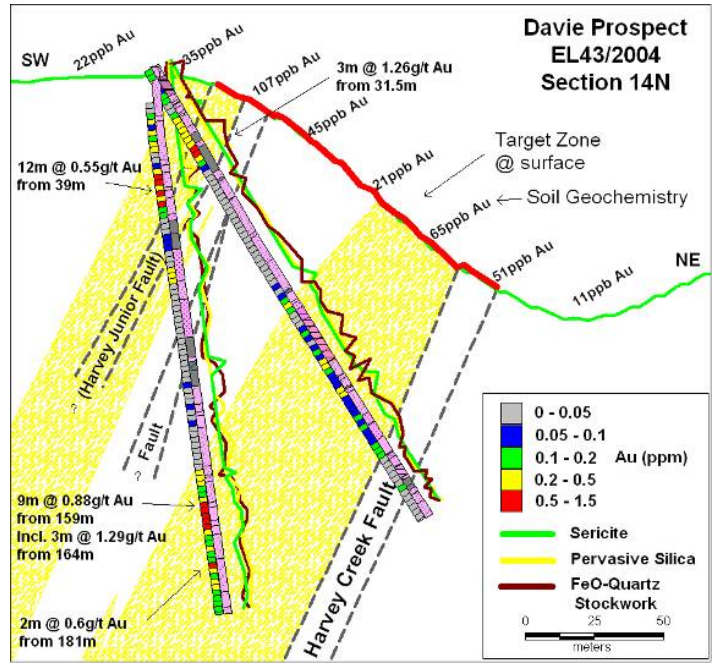 Davie Prospect
EL43/2004
Section 14N
SW
22ppb Au
35ppb Au
107ppb Au
3m @ 1.26g/t Au
from 31.5m
45ppb Au
Target Zone
@ surface
21ppb Au
Soil Geochemistry
65ppb Au
51ppb Au
NE
11ppb Au
12m @ 0.55g/t Au
from 39m
(Harvey Junior Fault)
?
Fault
?
9m @ 0.88g/t Au
from 159m
Incl. 3m @ 1.29g/t Au
from 164m
2m @ 0.6g/t Au
from 181m
Harvey Creek Fault
0 - 0.05
0.05 - 0.1
0.1 - 0.2 Au (ppm)
0.2 - 0.5
0.5 - 1.5
Sericite
Pervasive Silica
FeO-Quartz
Stockwork
0 25 50
meters